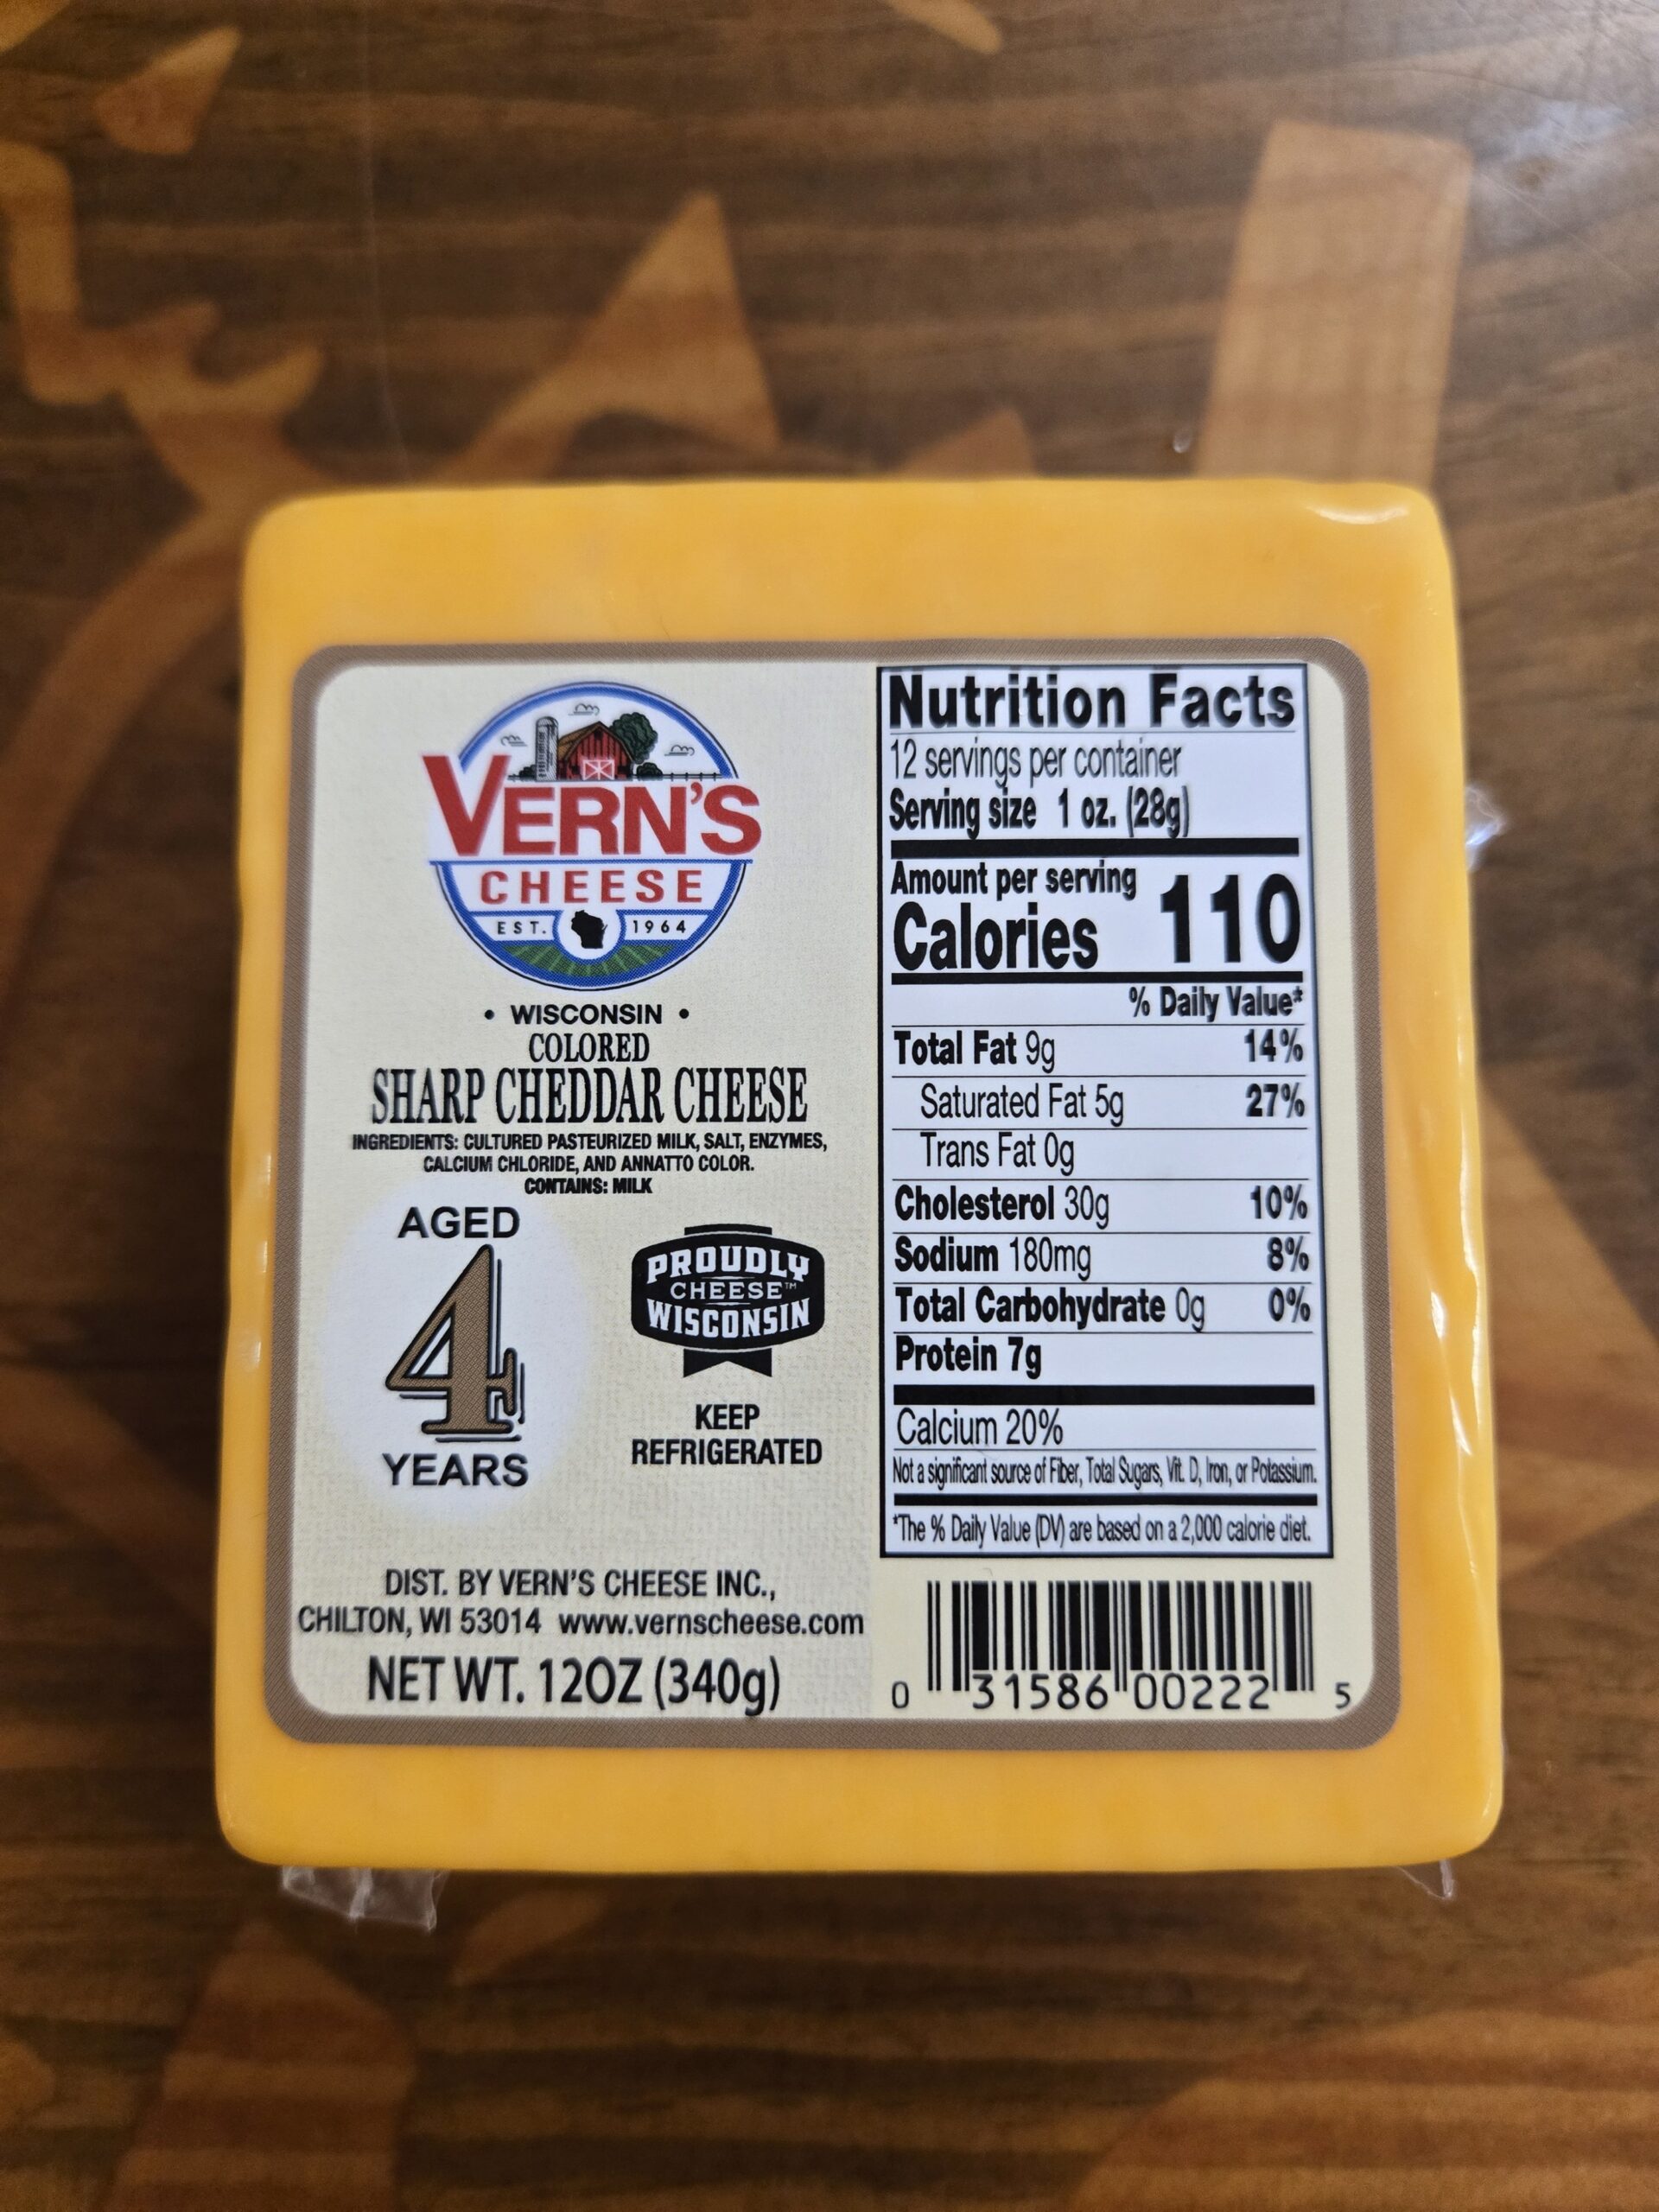 VERN'S
CHEESE
EST. 1964
• WISCONSIN •
COLORED
SHARP CHEDDAR CHEESE
INGREDIENTS: CULTURED PASTEURIZED MILK, SALT, ENZYMES,
CALCIUM CHLORIDE, AND ANNATTO COLOR.
CONTAINS: MILK
AGED
4
YEARS
PROUDLY
CHEESE™
WISCONSIN
KEEP
REFRIGERATED
DIST. BY VERN'S CHEESE INC.,
CHILTON, WI 53014 www.vernscheese.com
NET WT. 12OZ (340g)
Nutrition Facts
12 servings per container
Serving size 1 oz. (28g)
Amount per serving
Calories 110
% Daily Value*
Total Fat 9g 14%
Saturated Fat 5g 27%
Trans Fat 0g
Cholesterol 30g 10%
Sodium 180mg 8%
Total Carbohydrate 0g 0%
Protein 7g
Calcium 20%
Not a significant source of Fiber, Total Sugars, Vit. D, Iron, or Potassium.
*The % Daily Value (DV) are based on a 2,000 calorie diet.
0 31586 00222 5